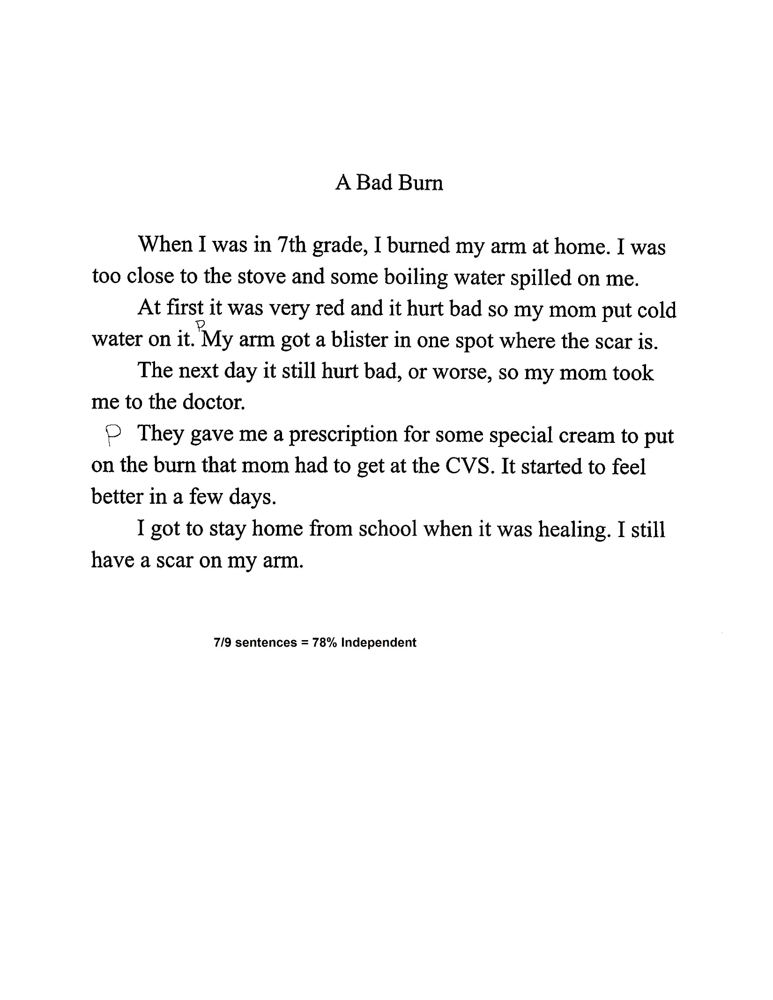 A Bad Burn
When I was in 7th grade, I burned my arm at home. I was
too close to the stove and some boiling water spilled on me.
At first it was very red and it hurt bad so my mom put cold
P
water on it. My arm got a blister in one spot where the scar is.
The next day it still hurt bad, or worse, so my mom took
me to the doctor.
P They gave me a prescription for some special cream to put
on the burn that mom had to get at the CVS. It started to feel
better in a few days.
I got to stay home from school when it was healing. I still
have a scar on my arm.
7/9 sentences = 78% Independent